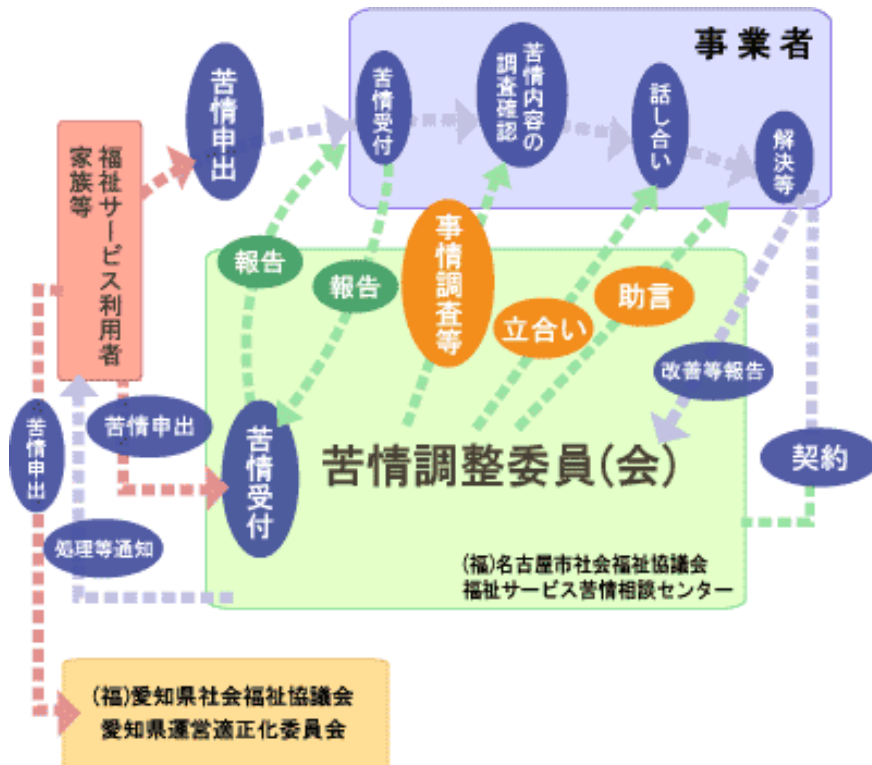 事業者
苦情申出
苦情受付
苦情内容の
調査確認
話し合い
解決等
福祉サービス利用者
家族等
報告
報告
事情調査等
立合い
助言
改善等報告
苦情申出
苦情申出
苦情受付
苦情調整委員(会)
契約
処理等通知
(福)名古屋市社会福祉協議会
福祉サービス苦情相談センター
(福)愛知県社会福祉協議会
愛知県運営適正化委員会